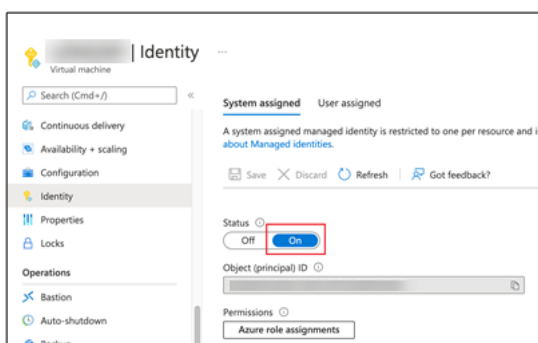 | Identity ...
Virtual machine
Search (Cmd+/)
«
Continuous delivery
Availability + scaling
Configuration
Identity
Properties
Locks
Operations
Bastion
Auto-shutdown
System assigned User assigned
A system assigned managed identity is restricted to one per resource and
about Managed identities.
Save Discard Refresh Got feedback?
Status
Off On
Object (principal) ID
Permissions
Azure role assignments